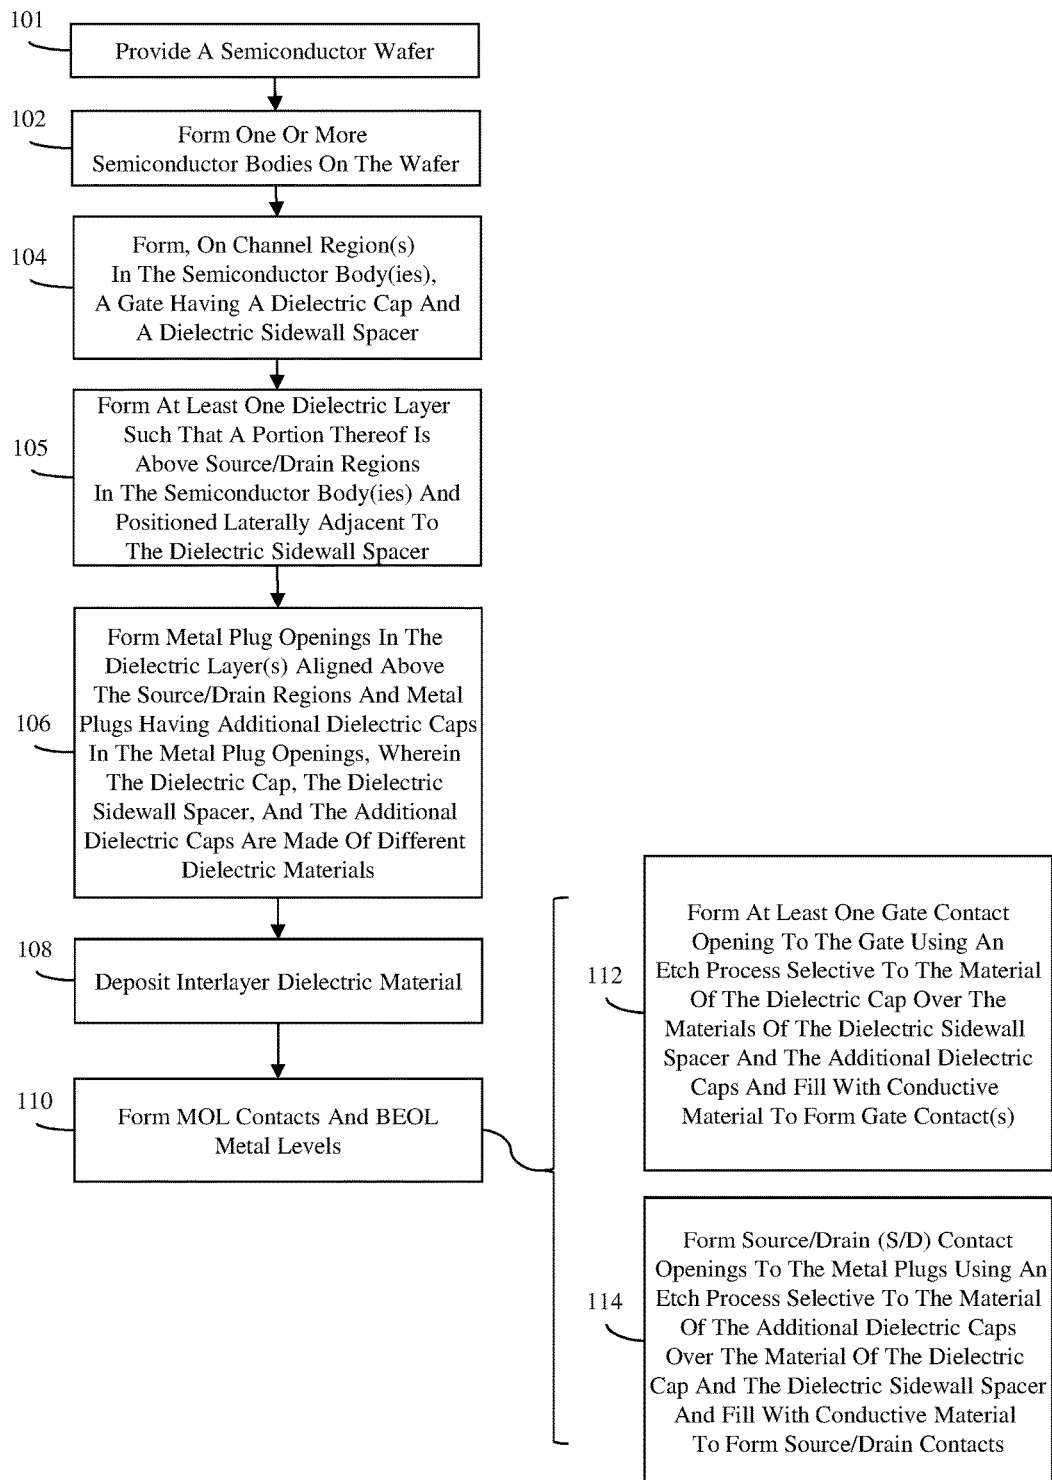 101
Provide A Semiconductor Wafer
102
Form One Or More
Semiconductor Bodies On The Wafer
104
Form, On Channel Region(s)
In The Semiconductor Body(ies),
A Gate Having A Dielectric Cap And
A Dielectric Sidewall Spacer
105
Form At Least One Dielectric Layer
Such That A Portion Thereof Is
Above Source/Drain Regions
In The Semiconductor Body(ies) And
Positioned Laterally Adjacent To
The Dielectric Sidewall Spacer
106
Form Metal Plug Openings In The
Dielectric Layer(s) Aligned Above
The Source/Drain Regions And Metal
Plugs Having Additional Dielectric Caps
In The Metal Plug Openings, Wherein
The Dielectric Cap, The Dielectric
Sidewall Spacer, And The Additional
Dielectric Caps Are Made Of Different
Dielectric Materials
108
Deposit Interlayer Dielectric Material
110
Form MOL Contacts And BEOL
Metal Levels
112
Form At Least One Gate Contact
Opening To The Gate Using An
Etch Process Selective To The Material
Of The Dielectric Cap Over The
Materials Of The Dielectric Sidewall
Spacer And The Additional Dielectric
Caps And Fill With Conductive
Material To Form Gate Contact(s)
114
Form Source/Drain (S/D) Contact
Openings To The Metal Plugs Using An
Etch Process Selective To The Material
Of The Additional Dielectric Caps
Over The Material Of The Dielectric
Cap And The Dielectric Sidewall Spacer
And Fill With Conductive Material
To Form Source/Drain Contacts